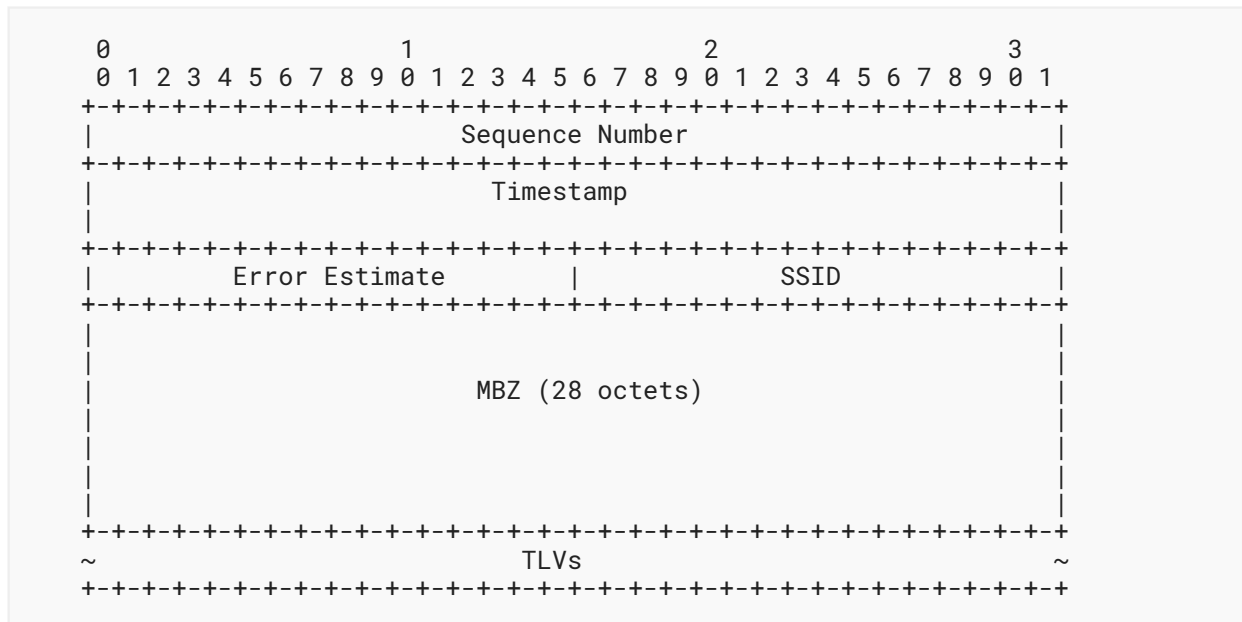 0                   1                   2                   3
 0 1 2 3 4 5 6 7 8 9 0 1 2 3 4 5 6 7 8 9 0 1 2 3 4 5 6 7 8 9 0 1
+-+-+-+-+-+-+-+-+-+-+-+-+-+-+-+-+-+-+-+-+-+-+-+-+-+-+-+-+-+-+-+-+
|                        Sequence Number                        |
+-+-+-+-+-+-+-+-+-+-+-+-+-+-+-+-+-+-+-+-+-+-+-+-+-+-+-+-+-+-+-+-+
|                          Timestamp                            |
|                                                               |
+-+-+-+-+-+-+-+-+-+-+-+-+-+-+-+-+-+-+-+-+-+-+-+-+-+-+-+-+-+-+-+-+
|         Error Estimate        |             SSID              |
+-+-+-+-+-+-+-+-+-+-+-+-+-+-+-+-+-+-+-+-+-+-+-+-+-+-+-+-+-+-+-+-+
|                                                               |
|                                                               |
|                         MBZ (28 octets)                       |
|                                                               |
|                                                               |
|                                                               |
|                                                               |
+-+-+-+-+-+-+-+-+-+-+-+-+-+-+-+-+-+-+-+-+-+-+-+-+-+-+-+-+-+-+-+-+
~                            TLVs                               ~
+-+-+-+-+-+-+-+-+-+-+-+-+-+-+-+-+-+-+-+-+-+-+-+-+-+-+-+-+-+-+-+-+